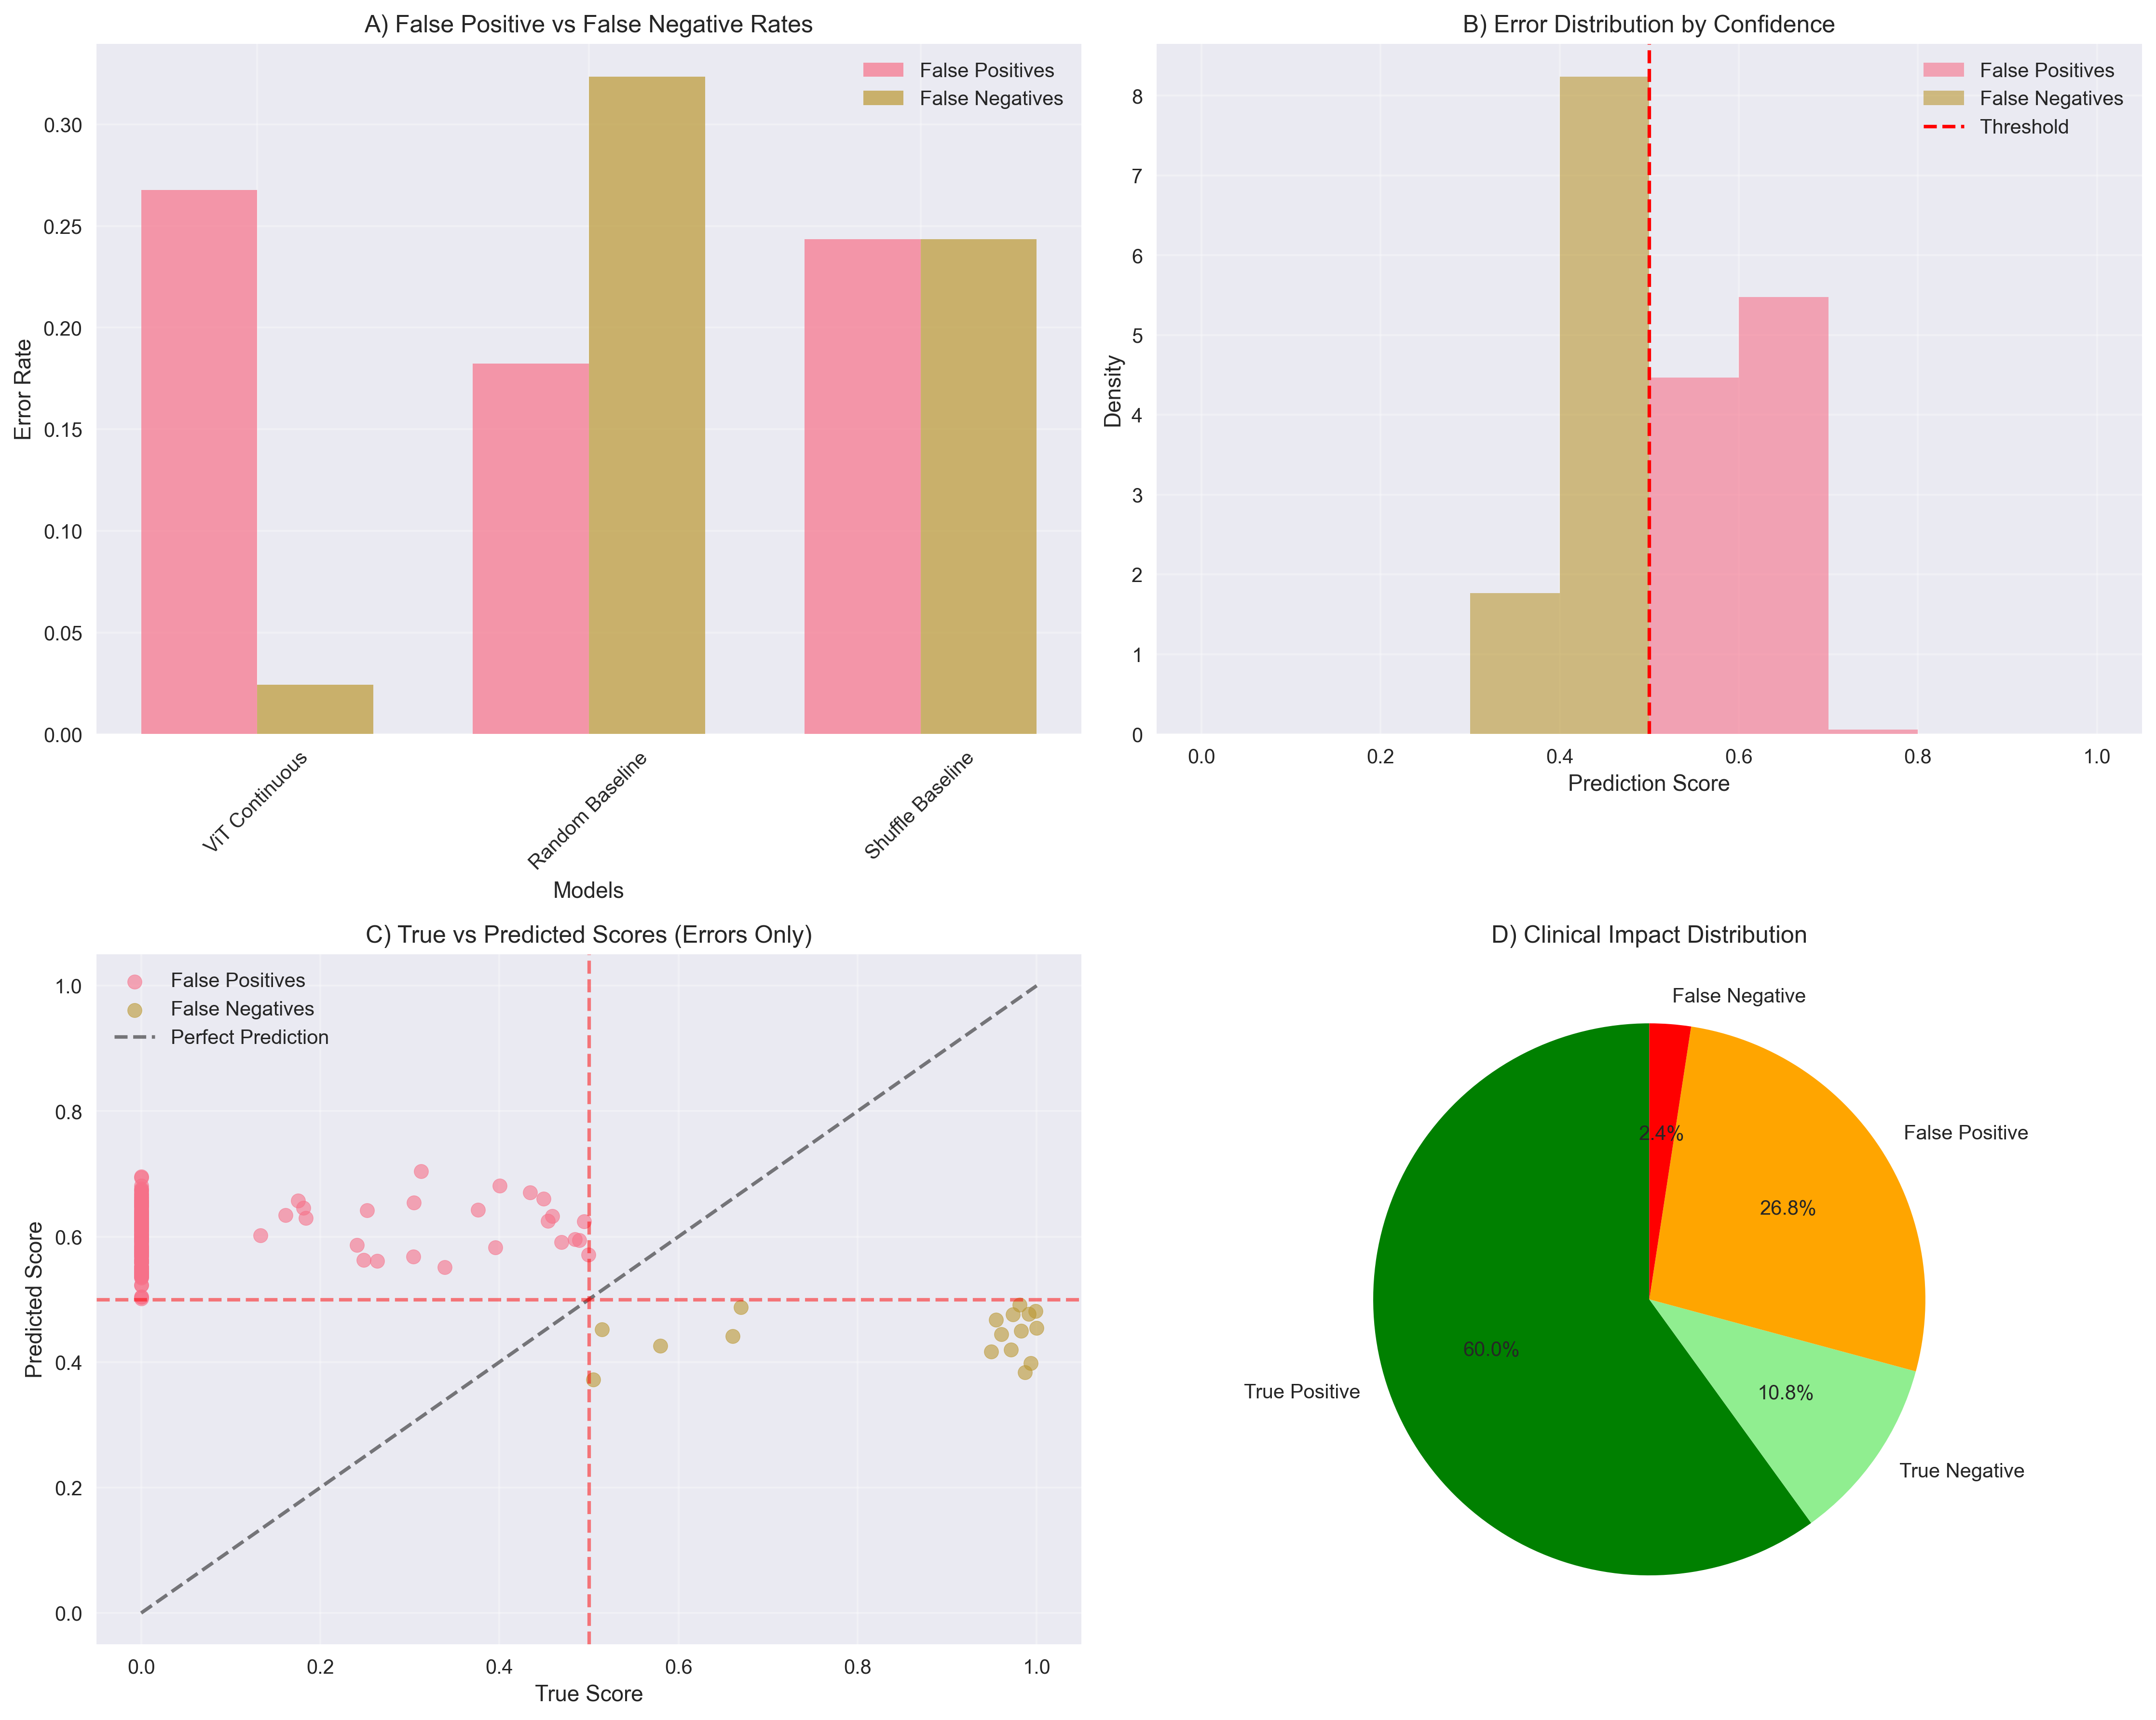 A) False Positive vs False Negative Rates
False Positives
False Negatives
0.30
0.25
0.20
0.15
0.10
0.05
0.00
Error Rate
ViT Continuous
Random Baseline
Shuffle Baseline
Models
B) Error Distribution by Confidence
False Positives
False Negatives
Threshold
8
7
6
5
4
3
2
1
0
Density
0.0 0.2 0.4 0.6 0.8 1.0
Prediction Score
C) True vs Predicted Scores (Errors Only)
False Positives
False Negatives
Perfect Prediction
1.0
0.8
0.6
0.4
0.2
0.0
Predicted Score
0.0 0.2 0.4 0.6 0.8 1.0
True Score
D) Clinical Impact Distribution
False Negative
2.4%
False Positive
26.8%
60.0%
True Positive
10.8%
True Negative